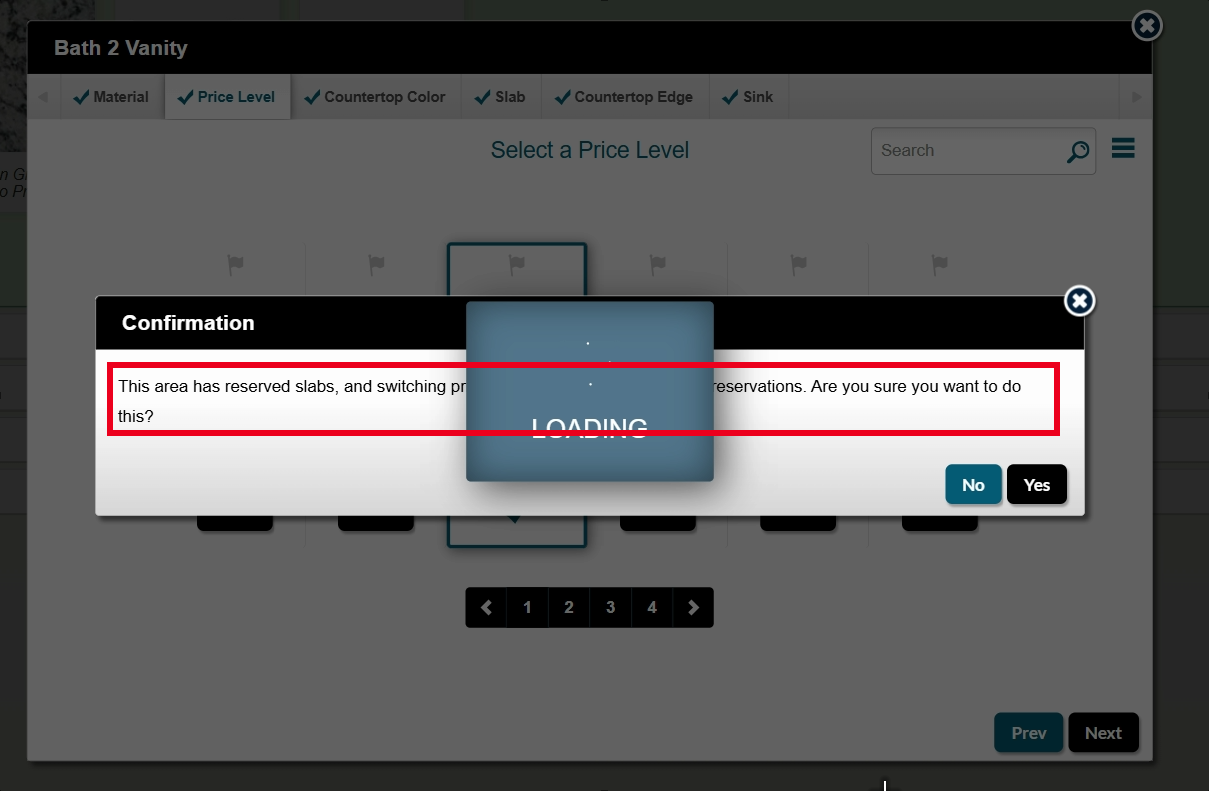 Bath 2 Vanity
Material
Price Level
Countertop Color
Slab
Countertop Edge
Sink
Select a Price Level
Search
Confirmation
This area has reserved slabs, and switching pr
LOADING
eservations. Are you sure you want to do
this?
No
Yes
1
2
3
4
Prev
Next